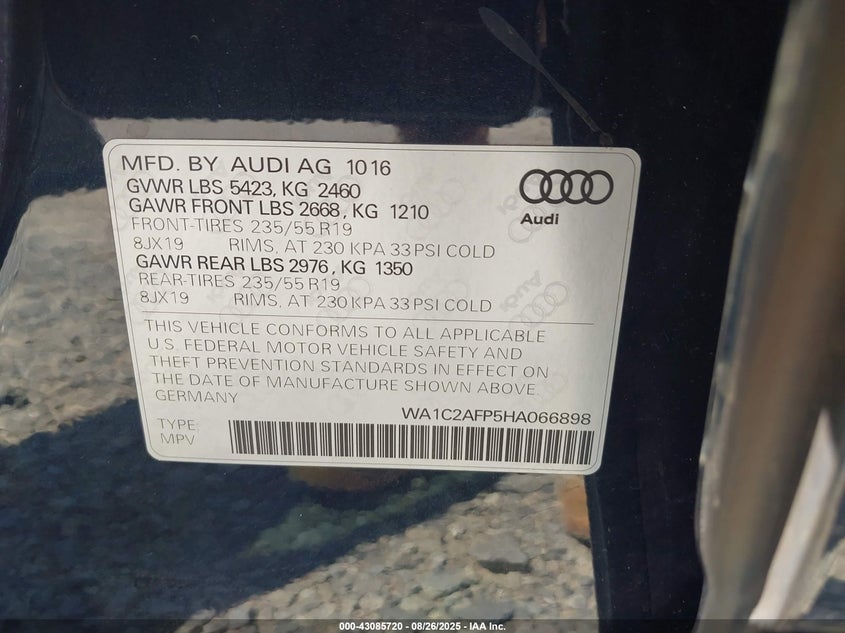 MFD. BY AUDI AG 1016
GVWR LBS 5423, KG 2460
GAWR FRONT LBS 2668, KG 1210
FRONT-TIRES 235/55 R19
8JX19 RIMS, AT 230 KPA 33 PSI COLD
GAWR REAR LBS 2976, KG 1350
REAR-TIRES 235/55 R19
8JX19 RIMS, AT 230 KPA 33 PSI COLD
Audi
THIS VEHICLE CONFORMS TO ALL APPLICABLE
U.S. FEDERAL MOTOR VEHICLE SAFETY AND
THEFT PREVENTION STANDARDS IN EFFECT ON
THE DATE OF MANUFACTURE SHOWN ABOVE
GERMANY
WA1C2AFP5HA066898
TYPE:
MPV
000-43085720 - 08/26/2025 - IAA Inc.